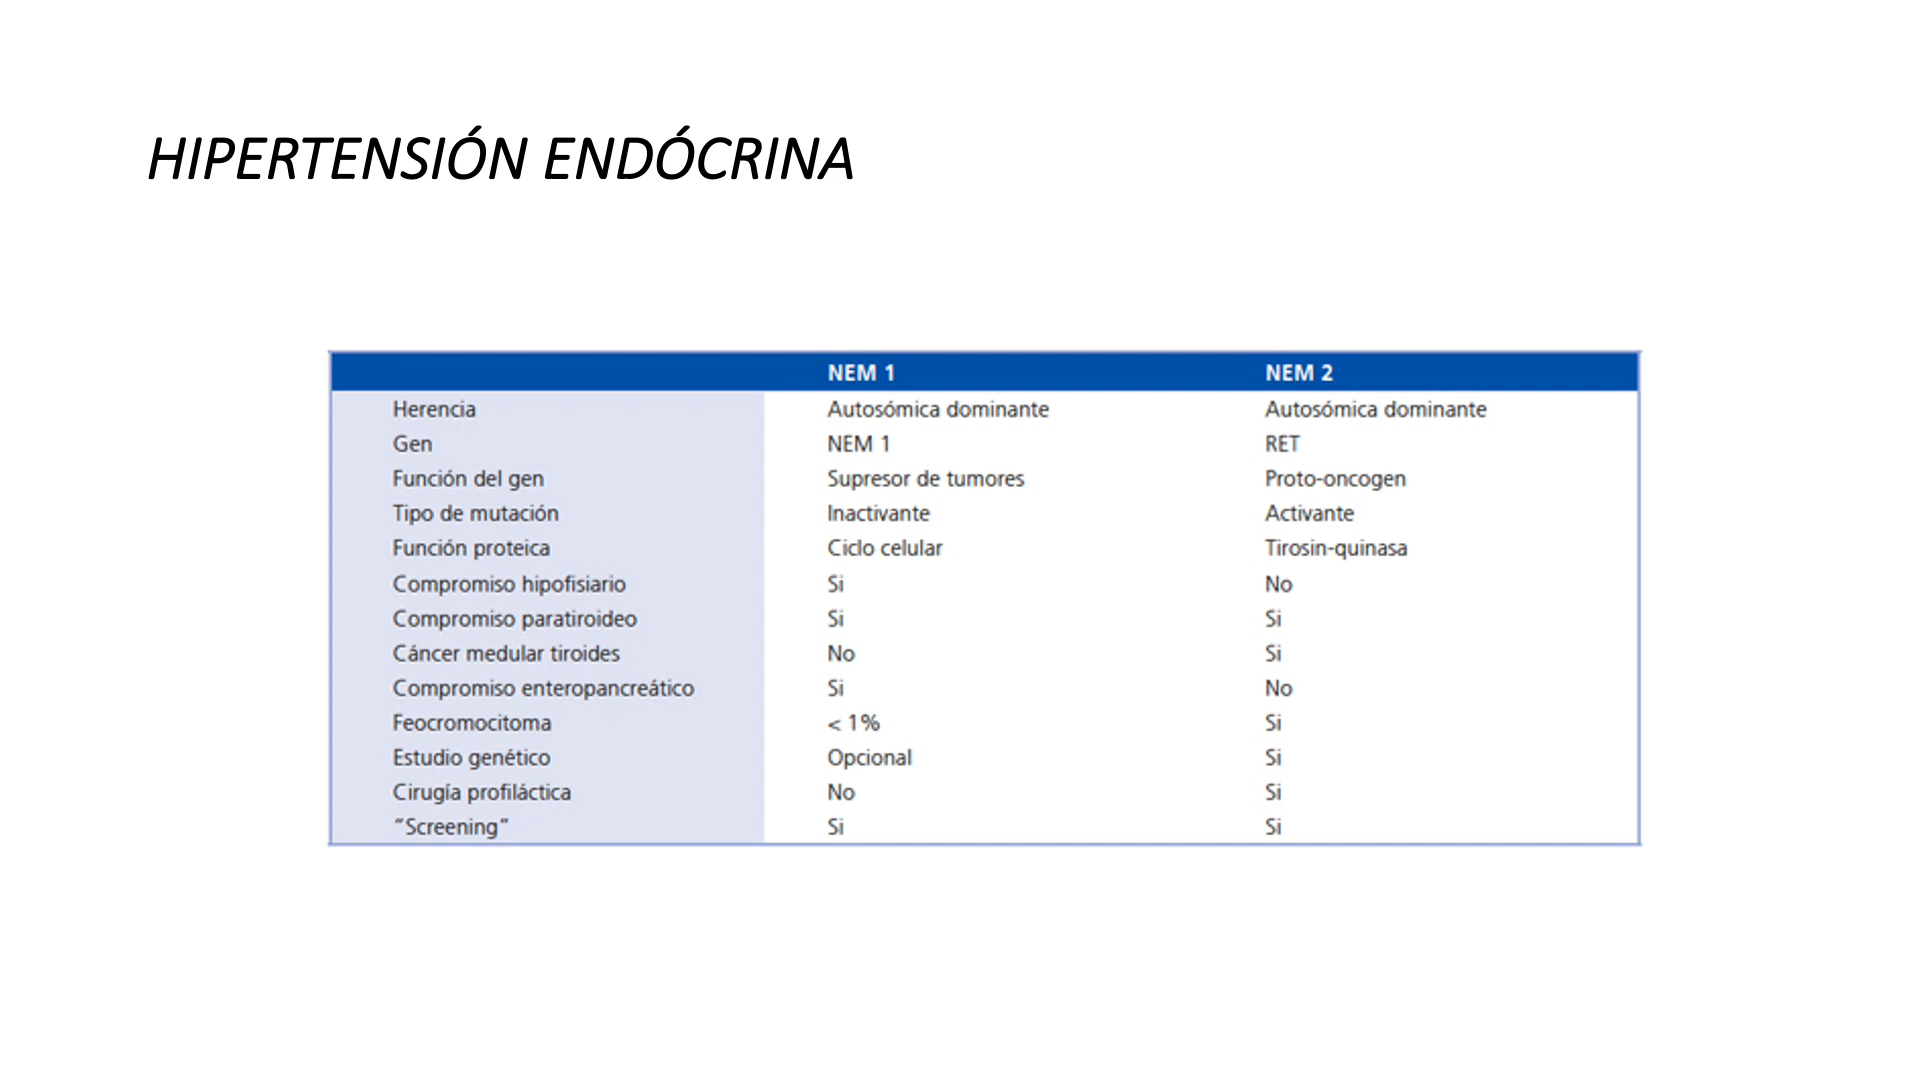 HIPERTENSIÓN ENDÓCRINA
NEM 1 NEM 2
Herencia Autosómica dominante Autosómica dominante
Gen NEM 1 RET
Función del gen Supresor de tumores Proto-oncogen
Tipo de mutación Inactivante Activante
Función proteica Ciclo celular Tirosin-quinasa
Compromiso hipofisiario Si No
Compromiso paratiroideo Si Si
Cáncer medular tiroides No Si
Compromiso enteropancreático Si No
Feocromocitoma < 1% Si
Estudio genético Opcional Si
Cirugía profiláctica No Si
“Screening” Si Si